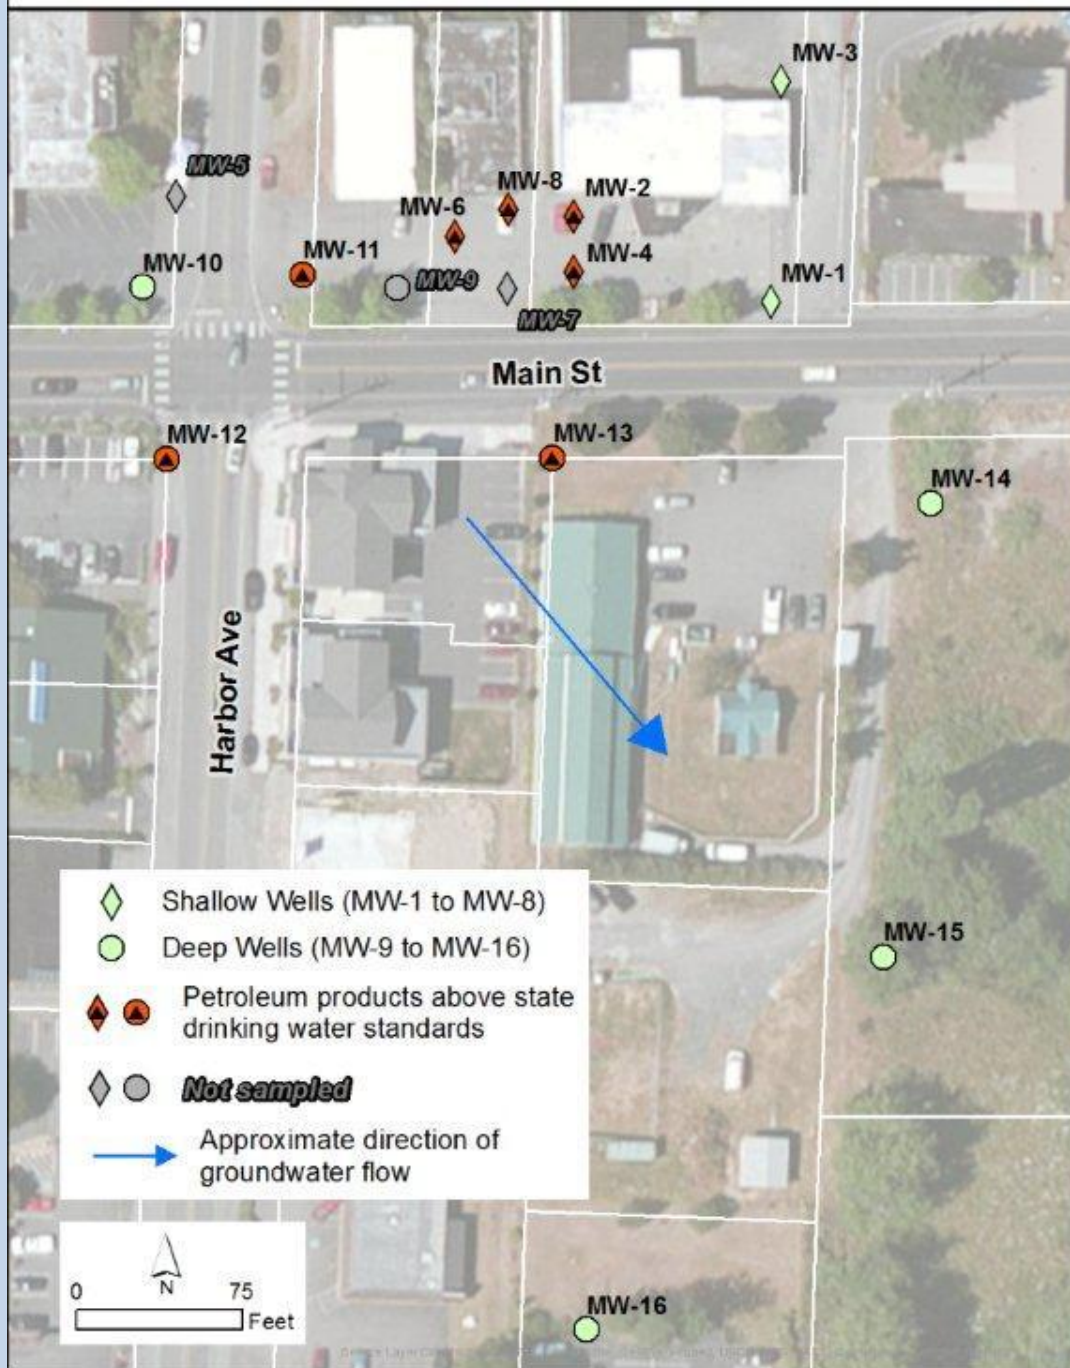 MW-3
MW-5
MW-8
MW-2
MW-6
MW-10
MW-11
MW-9
MW-4
MW-1
MW-7
Main St
MW-12
MW-13
MW-14
Harbor Ave
Shallow Wells (MW-1 to MW-8)
Deep Wells (MW-9 to MW-16)
MW-15
Petroleum products above state
drinking water standards
Not sampled
Approximate direction of
groundwater flow
N
0
75
Feet
MW-16